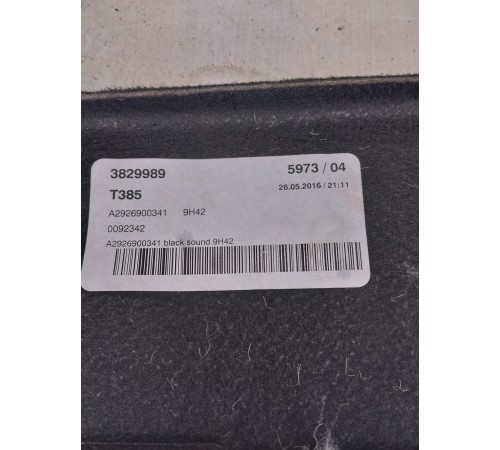 3829989 5973 / 04
T385 26.05.2016 / 21:11
A2926900341 9H42
0092342
A2926900341 black sound 9H42